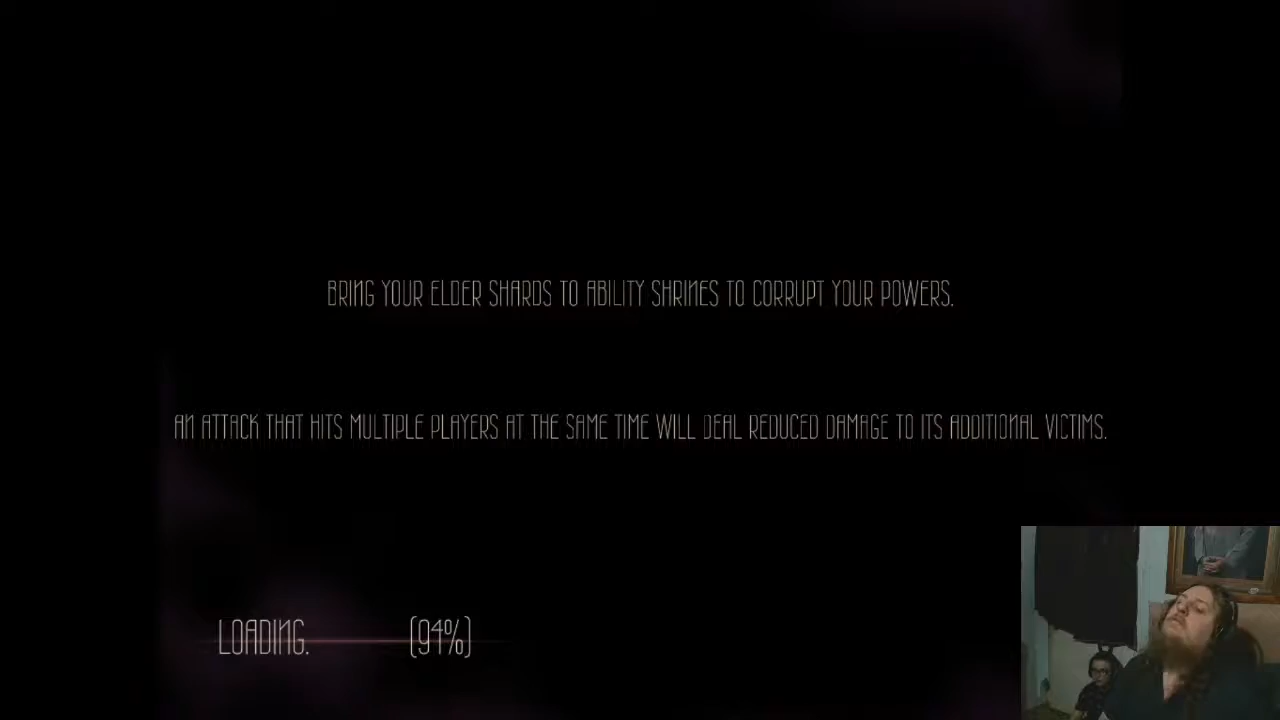 BRING YOUR ELDER SHARDS TO ABILITY SHRINES TO CORRUPT YOUR POWERS.
AN ATTACK THAT HITS MULTIPLE PLAYERS AT THE SAME TIME WILL DEAL REDUCED DAMAGE TO ITS ADDITIONAL VICTIMS.
LOADING. (94%)